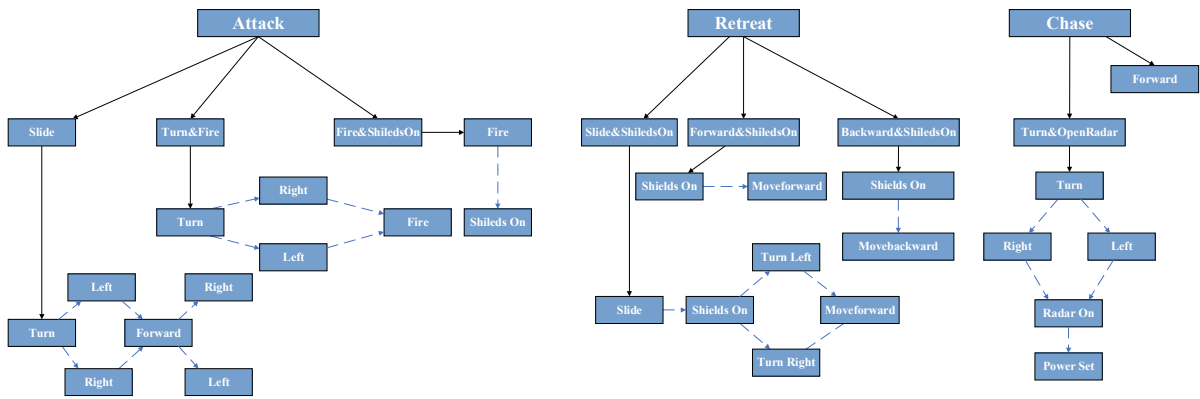 Attack
Retreat
Chase
Forward
Slide
Turn&Fire
Fire&ShiledsOn
Fire
Slide&ShiledsOn
Forward&ShiledsOn
Backward&ShiledsOn
Turn&OpenRadar
Right
Shields On
Moveforward
Shields On
Turn
Turn
Fire
Shileds On
Left
Movebackward
Right
Left
Turn Left
Left
Right
Slide
Shields On
Moveforward
Radar On
Turn
Forward
Right
Left
Turn Right
Power Set